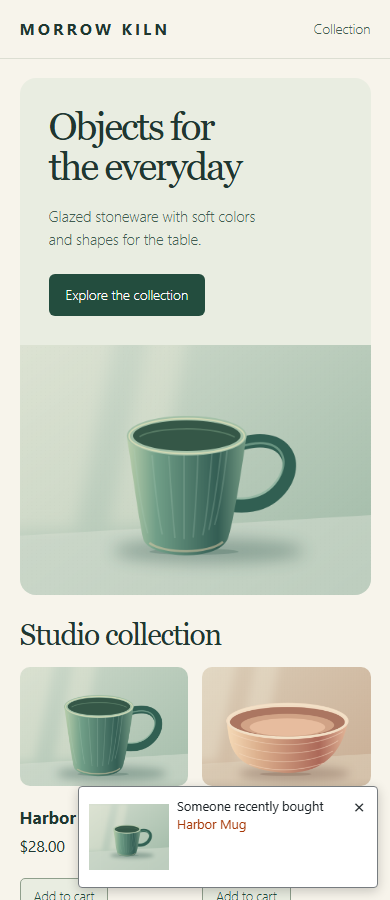 MORROW KILN
Collection
Objects for
the everyday
Glazed stoneware with soft colors
and shapes for the table.
Explore the collection
Studio collection
Harbor
$28.00
Someone recently bought
Harbor Mug
✕
Add to cart
Add to cart